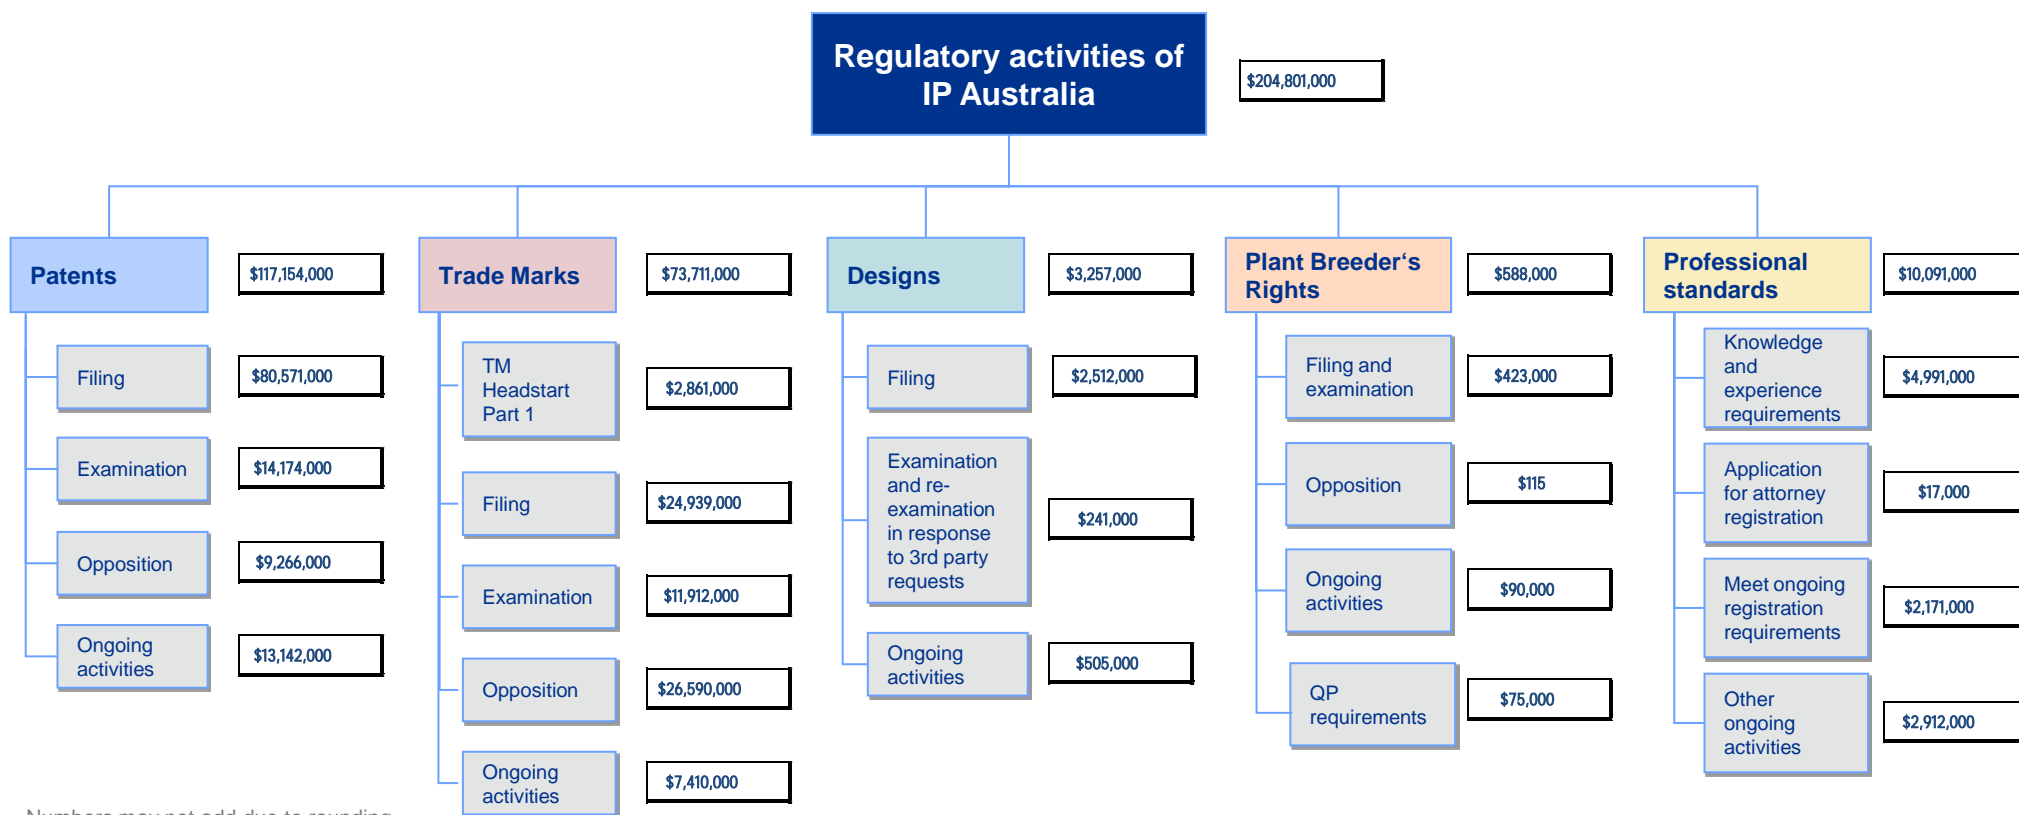 Regulatory activities of
IP Australia
$204,801,000
Patents
$117,154,000
Filing
$80,571,000
Examination
$14,174,000
Opposition
$9,266,000
Ongoing
activities
$13,142,000
Trade Marks
$73,711,000
TM
Headstart
Part 1
$2,861,000
Filing
$24,939,000
Examination
$11,912,000
Opposition
$26,590,000
Ongoing
activities
$7,410,000
Designs
$3,257,000
Filing
$2,512,000
Examination
and re-
examination
in response
to 3rd party
requests
$241,000
Ongoing
activities
$505,000
Plant Breeder‘s
Rights
$588,000
Filing and
examination
$423,000
Opposition
$115
Ongoing
activities
$90,000
QP
requirements
$75,000
Professional
standards
$10,091,000
Knowledge
and
experience
requirements
$4,991,000
Application
for attorney
registration
$17,000
Meet ongoing
registration
requirements
$2,171,000
Other
ongoing
activities
$2,912,000
Numbers may not add due to rounding